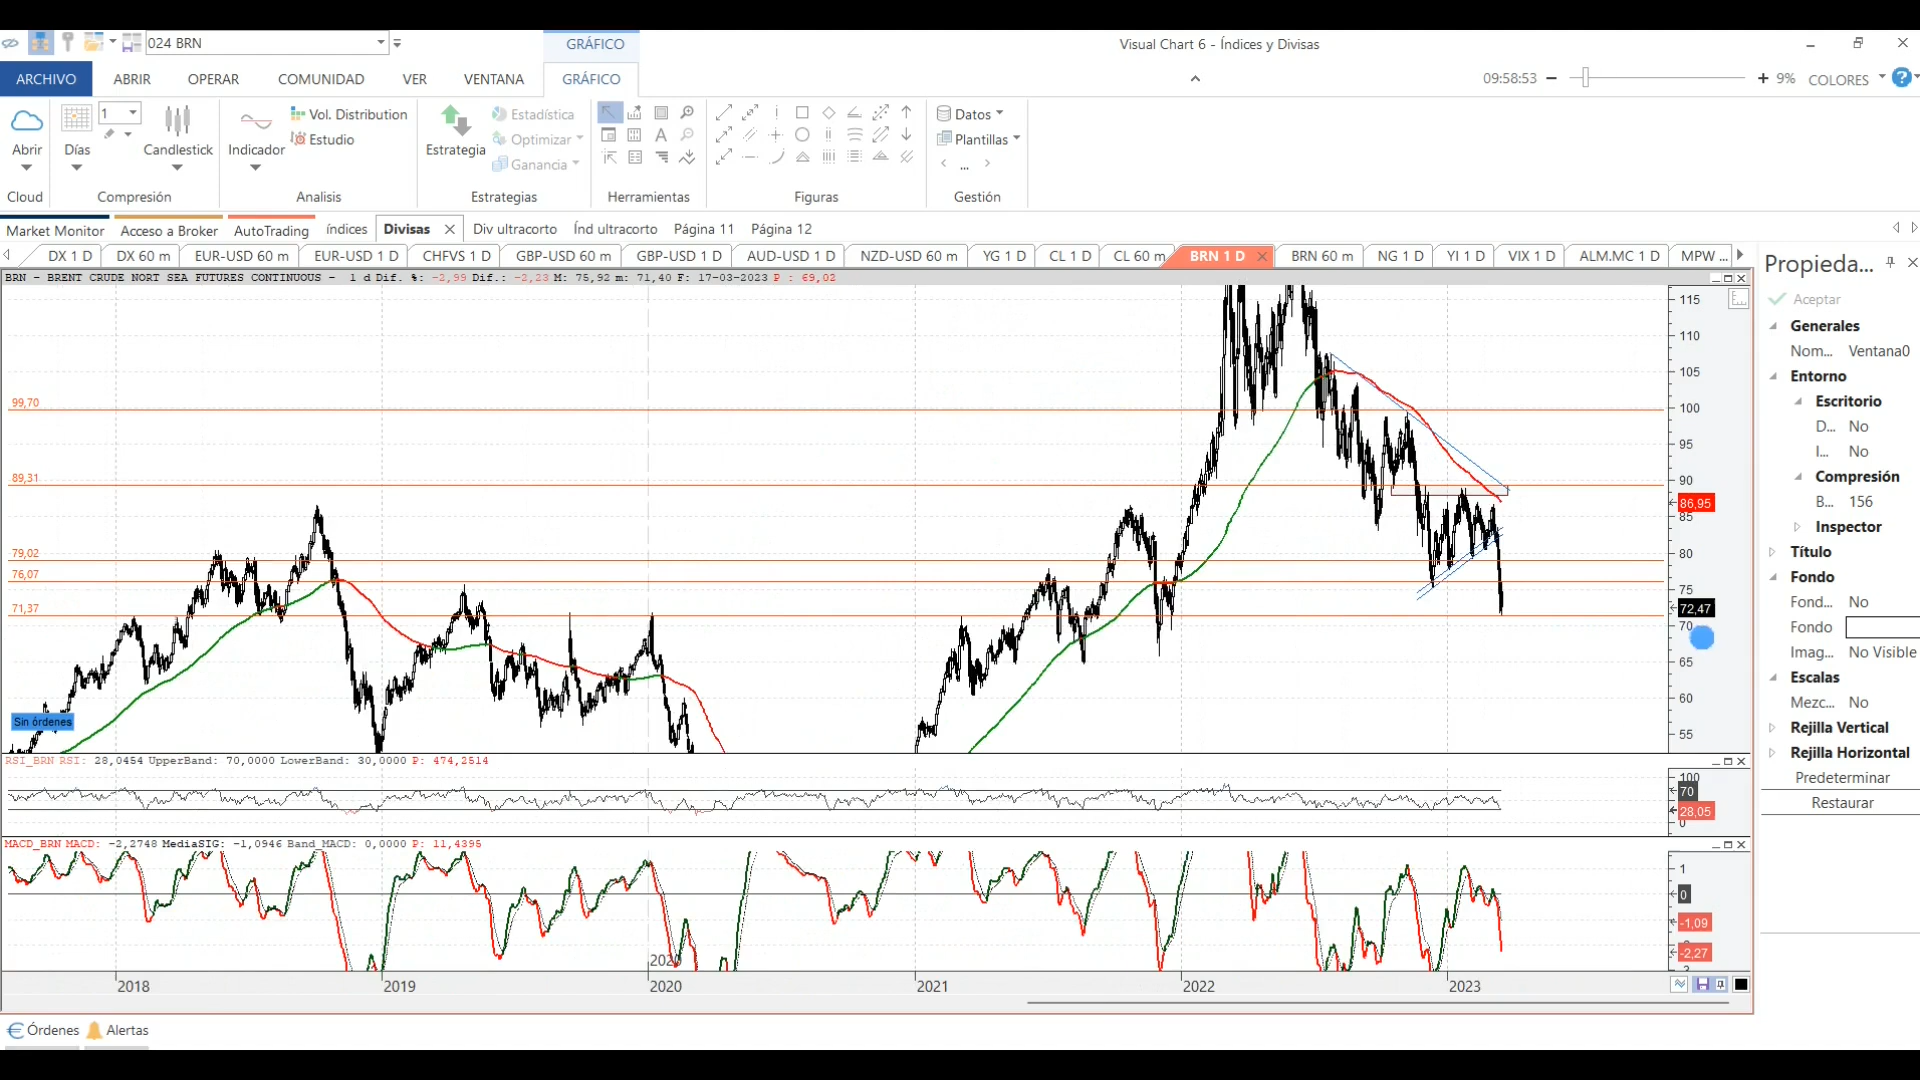 024 BRN
GRÁFICO
Visual Chart 6 - Índices y Divisas
ARCHIVO ABRIR OPERAR COMUNIDAD VER VENTANA GRÁFICO
09:58:53 9% COLORES
1
Vol. Distribution
Estudio
Estadística
Optimizar
Ganancia
Datos
Plantillas
...
Abrir Días Candlestick Indicador Estrategia
Cloud Compresión Analisis Estrategias Herramientas Figuras Gestión
Market Monitor Acceso a Broker AutoTrading índices Divisas Div ultracorto Índ ultracorto Página 11 Página 12
DX 1 D DX 60 m EUR-USD 60 m EUR-USD 1 D CHFVS 1 D GBP-USD 60 m GBP-USD 1 D AUD-USD 1 D NZD-USD 60 m YG 1 D CL 1 D CL 60 m BRN 1 D BRN 60 m NG 1 D YI 1 D VIX 1 D ALM.MC 1 D MPW ...
BRN - BRENT CRUDE NORT SEA FUTURES CONTINUOUS - 1 d Dif. %: -2,99 Dif.: -2,23 M: 75,92 m: 71,40 F: 17-03-2023 P : 69,02
99,70
89,31
79,02
76,07
71,37
115
110
105
100
95
90
86,95
85
80
75
72,47
70
65
60
55
Sin órdenes
RSI_BRN RSI: 28,0454 UpperBand: 70,0000 LowerBand: 30,0000 P: 474,2514
100
70
28,05
0
MACD_BRN MACD: -2,2748 MediaSIG: -1,0946 Band_MACD: 0,0000 P: 11,4395
1
0
-1,09
-2,27
2020
2018 2019 2020 2021 2022 2023
Propieda...
Aceptar
Generales
Nom... Ventana0
Entorno
Escritorio
D... No
I... No
Compresión
B... 156
Inspector
Título
Fondo
Fond... No
Fondo
Imag... No Visible
Escalas
Mezc... No
Rejilla Vertical
Rejilla Horizontal
Predeterminar
Restaurar
Órdenes Alertas